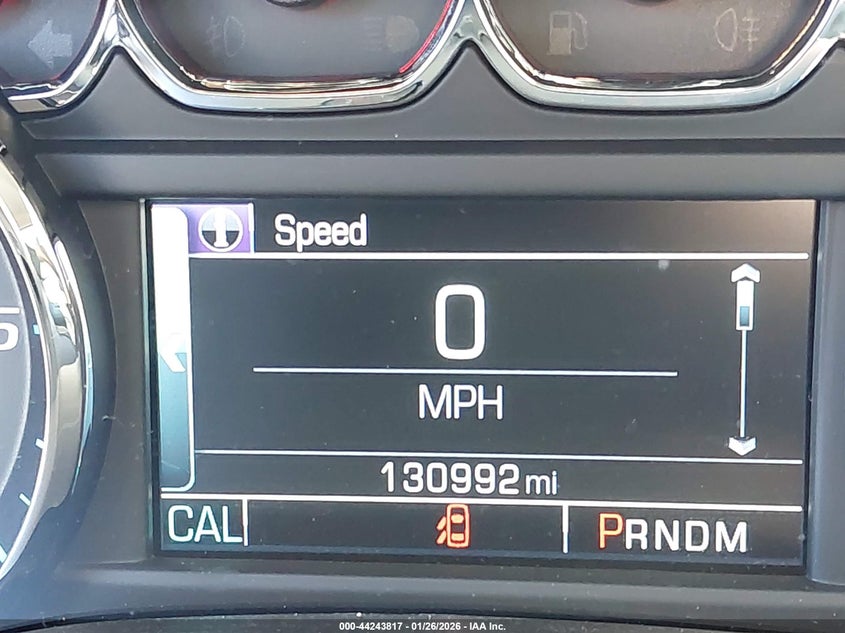 Speed
0
MPH
130992 mi
CAL
PRNDM
000-44243817 - 01/26/2026 - IAA Inc.